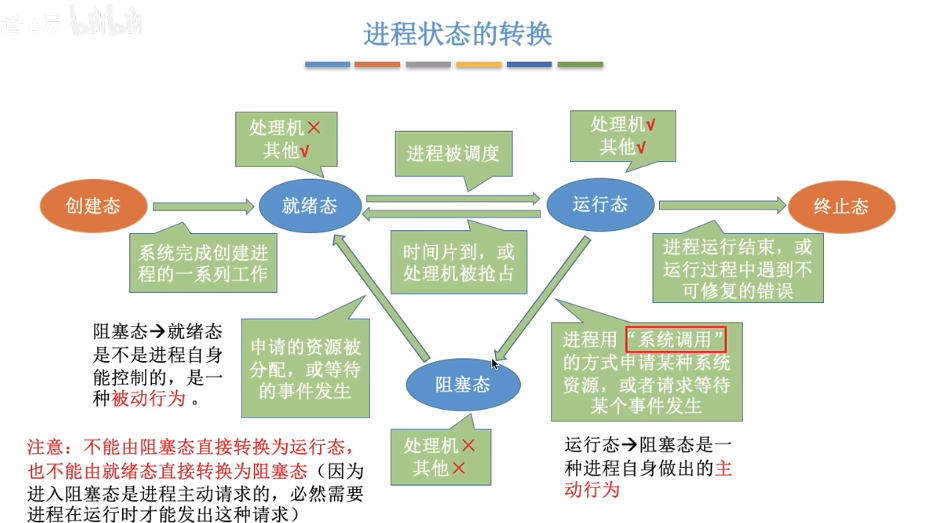 进程状态的转换
处理机×
其他√
进程被调度
处理机√
其他√
创建态
就绪态
运行态
终止态
系统完成创建进
程的一系列工作
时间片到，或
处理机被抢占
进程运行结束，或
运行过程中遇到不
可修复的错误
阻塞态→就绪态
是不是进程自身
能控制的，是一
种被动行为 。
申请的资源被
分配，或等待
的事件发生
阻塞态
进程用“系统调用”
的方式申请某种系统
资源，或者请求等待
某个事件发生
处理机×
其他×
注意：不能由阻塞态直接转换为运行态，
也不能由就绪态直接转换为阻塞态（因为
进入阻塞态是进程主动请求的，必然需要
进程在运行时才能发出这种请求）
运行态→阻塞态是一
种进程自身做出的主
动行为